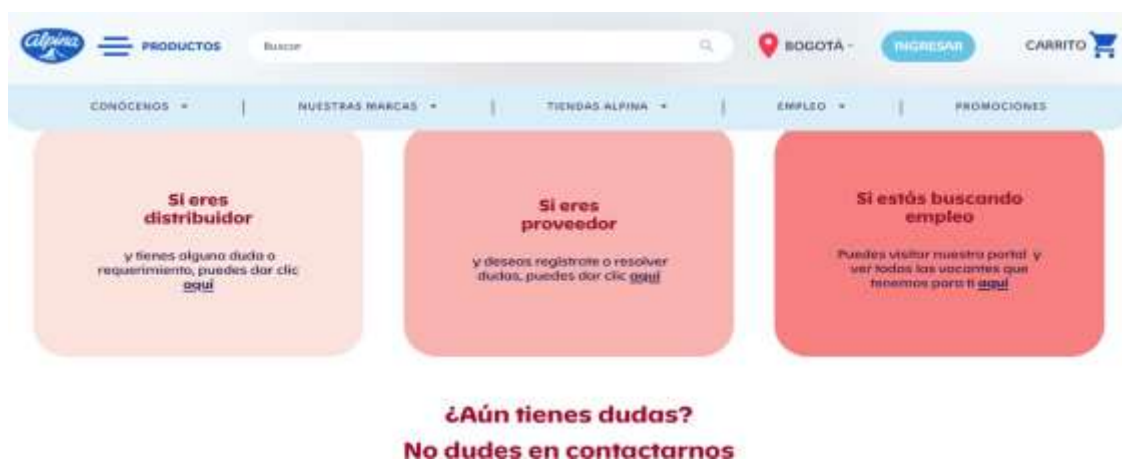 alpina
PRODUCTOS
Buscar
BOGOTÁ
INGRESAR
CARRITO
CONÓCENOS | NUESTRAS MARCAS | TIENDAS ALPINA | EMPLEO | PROMOCIONES
Si eres
distribuidor
y tienes alguna duda o
requerimiento, puedes dar clic
aquí
Si eres
proveedor
y deseas registrate o resolver
dudas, puedes dar clic aquí
Si estás buscando
empleo
Puedes visitar nuestro portal y
ver todas las vacantes que
tenemos para ti aquí
¿Aún tienes dudas?
No dudes en contactarnos